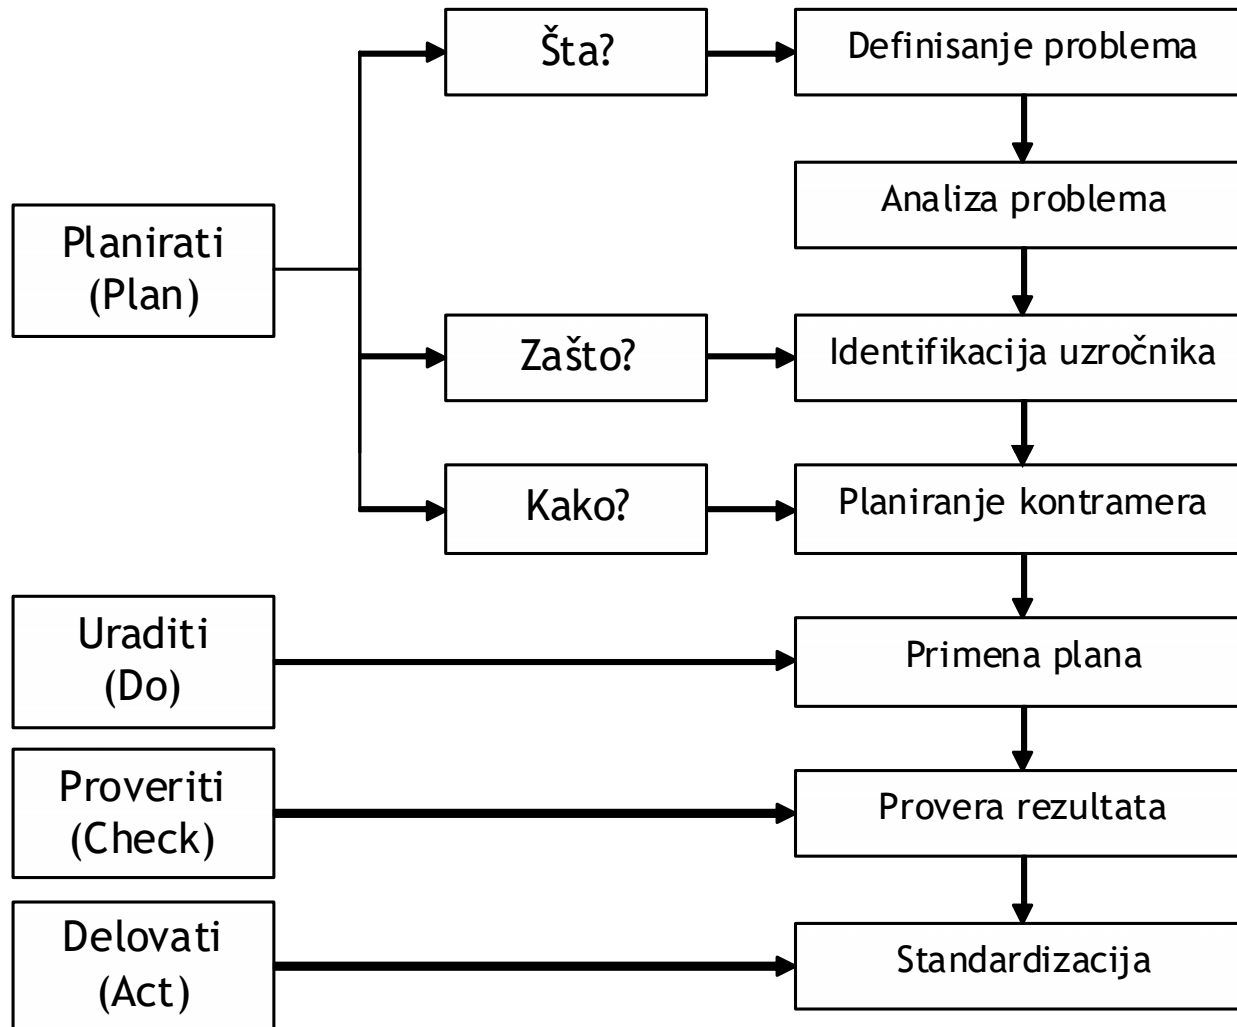 Šta?
Definisanje problema
Analiza problema
Planirati
(Plan)
Zašto?
Identifikacija uzročnika
Kako?
Planiranje kontramera
Uraditi
(Do)
Primena plana
Proveriti
(Check)
Provera rezultata
Delovati
(Act)
Standardizacija